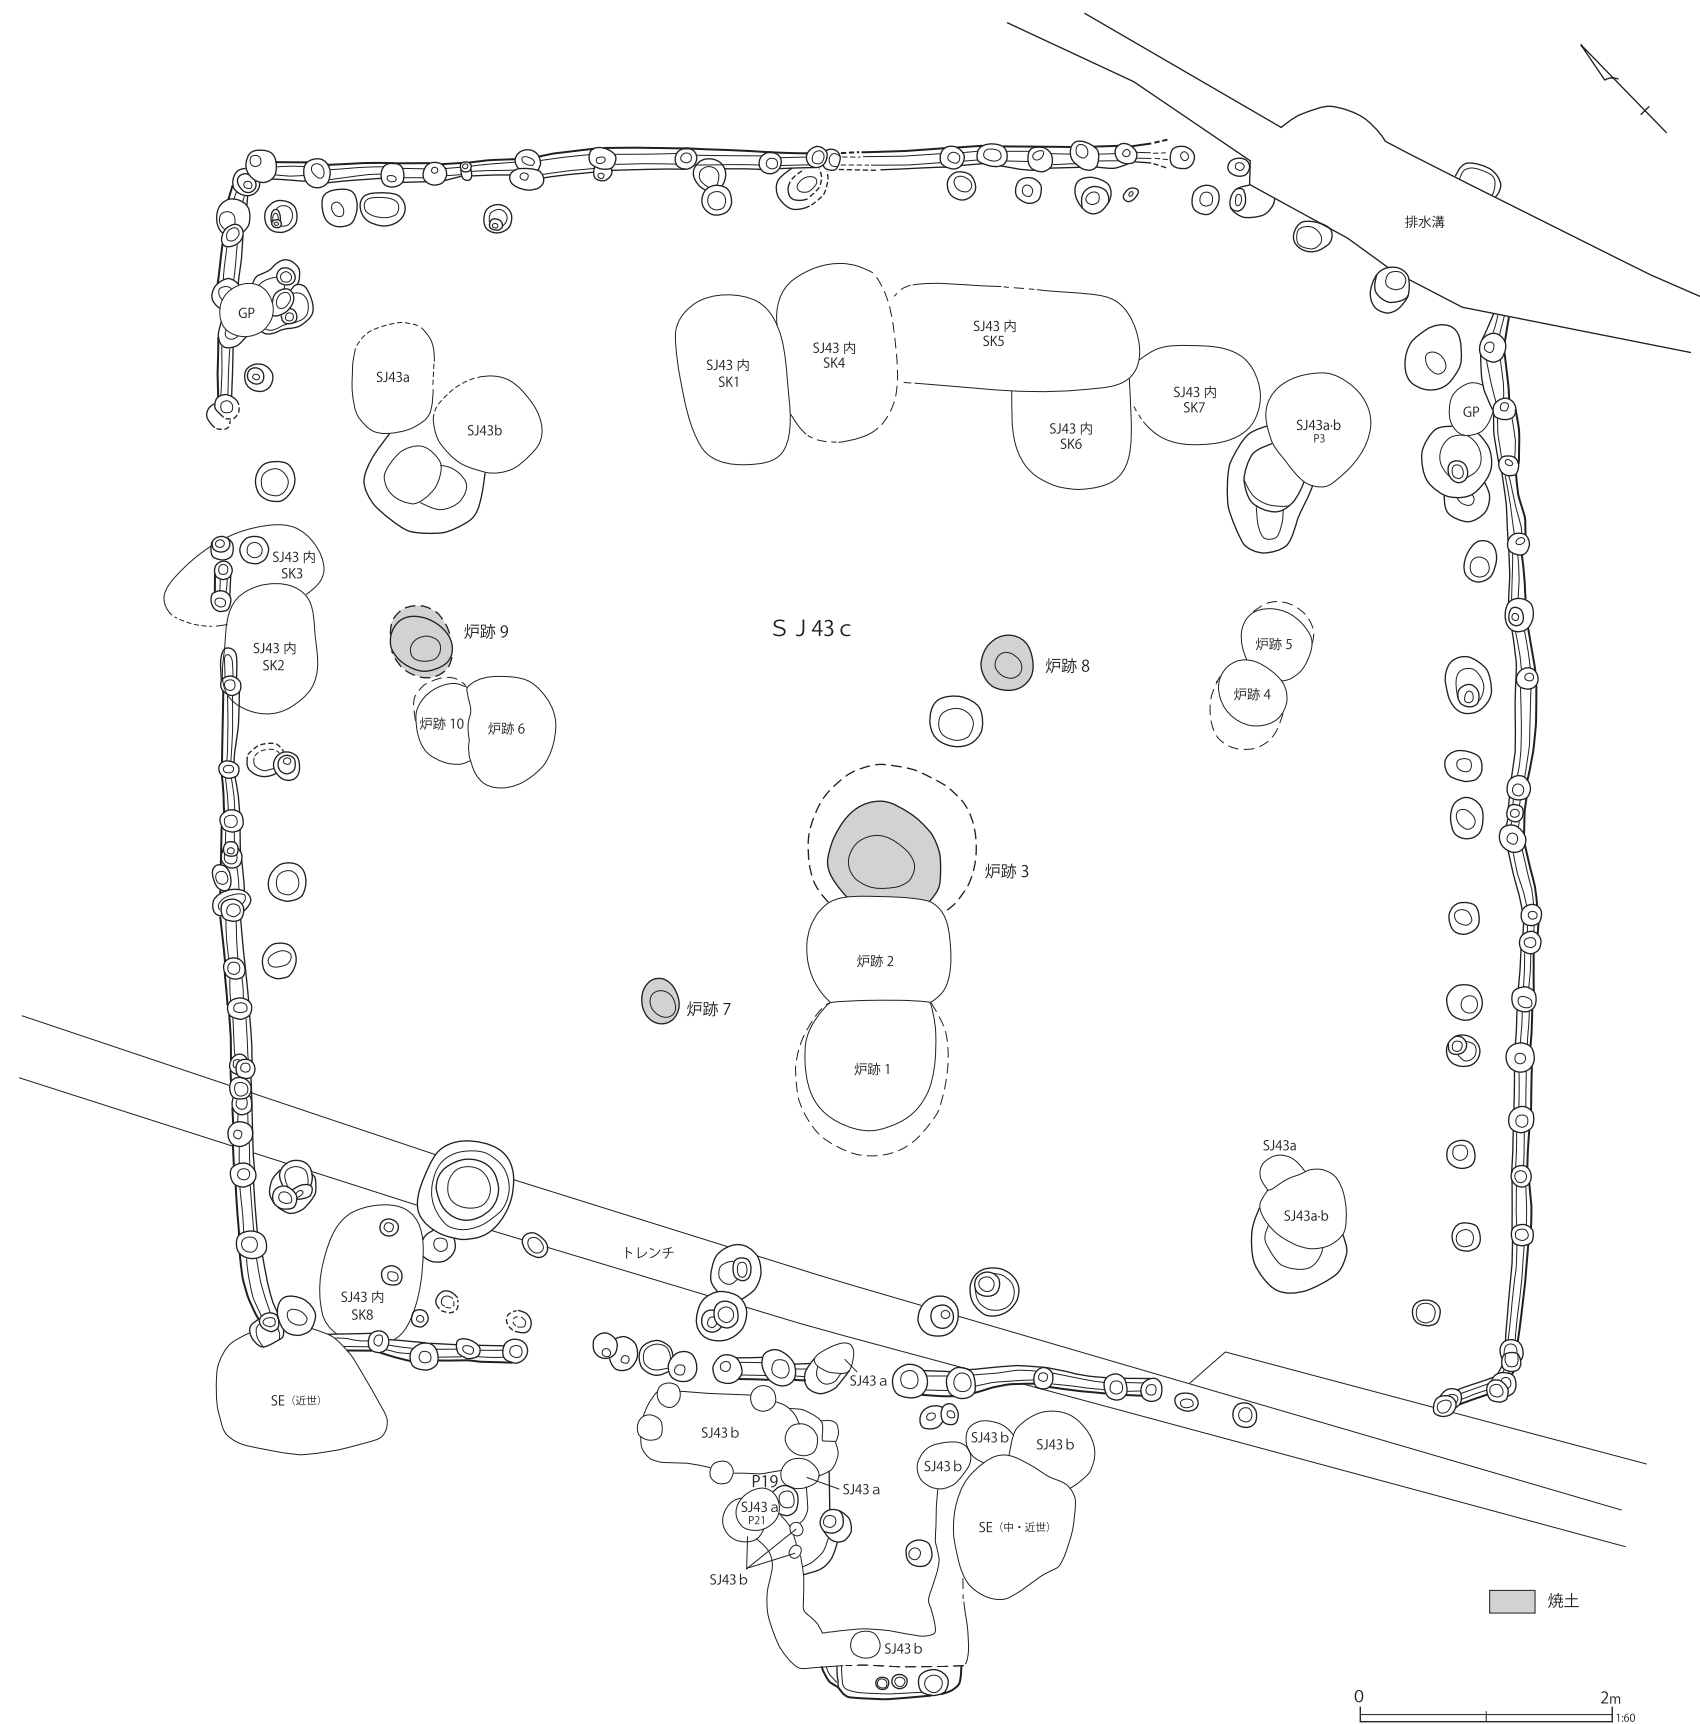 排水溝
GP
SJ43a
SJ43b
SJ43 内
SK1
SJ43 内
SK4
SJ43 内
SK5
SJ43 内
SK6
SJ43 内
SK7
SJ43a·b
P3
GP
SJ43 内
SK3
SJ43 内
SK2
炉跡 9
炉跡 10
炉跡 6
ＳＪ43ｃ
炉跡 8
炉跡 5
炉跡 4
炉跡 3
炉跡 2
炉跡 7
炉跡 1
SJ43a
SJ43a·b
トレンチ
SJ43 内
SK8
SE（近世）
SJ43 a
SJ43 b
SJ43 b
SJ43 b
SJ43 b
P19
SJ43 a
SJ43 a
P21
SE（中・近世）
SJ43 b
SJ43 b
焼土
0
2m
1:60